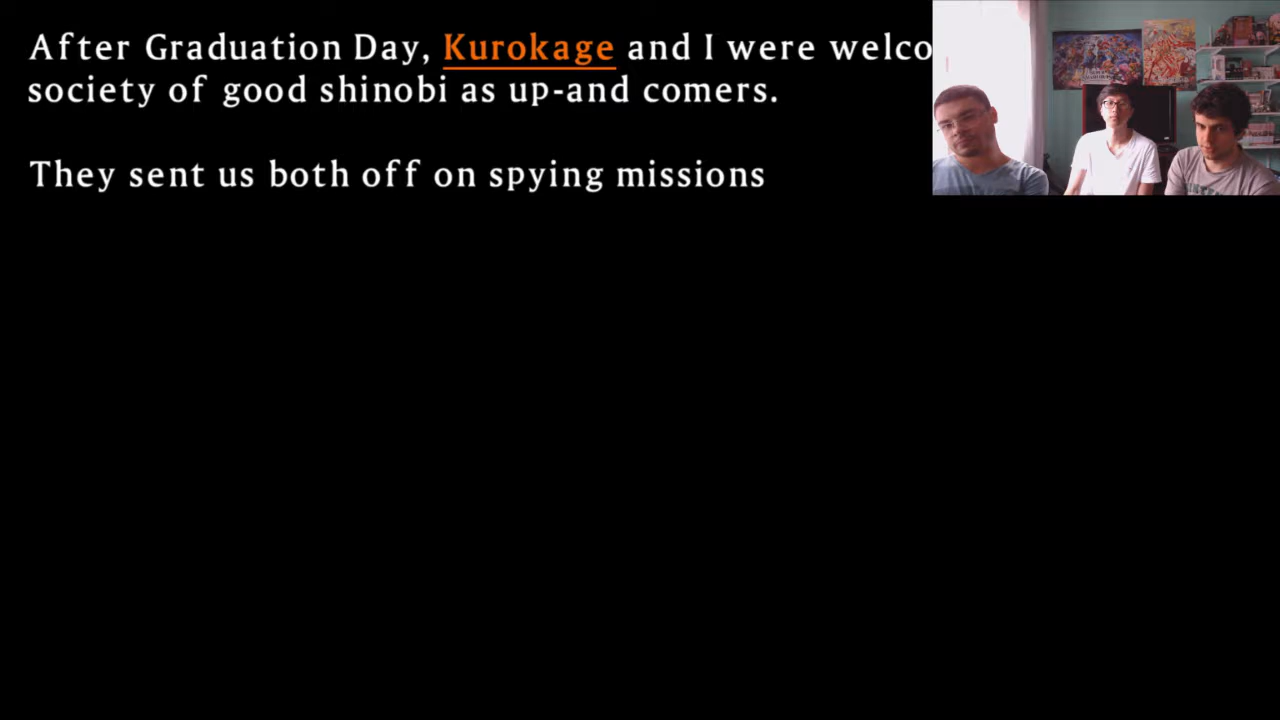 After Graduation Day, Kurokage and I were welco
society of good shinobi as up-and comers.
They sent us both off on spying missions